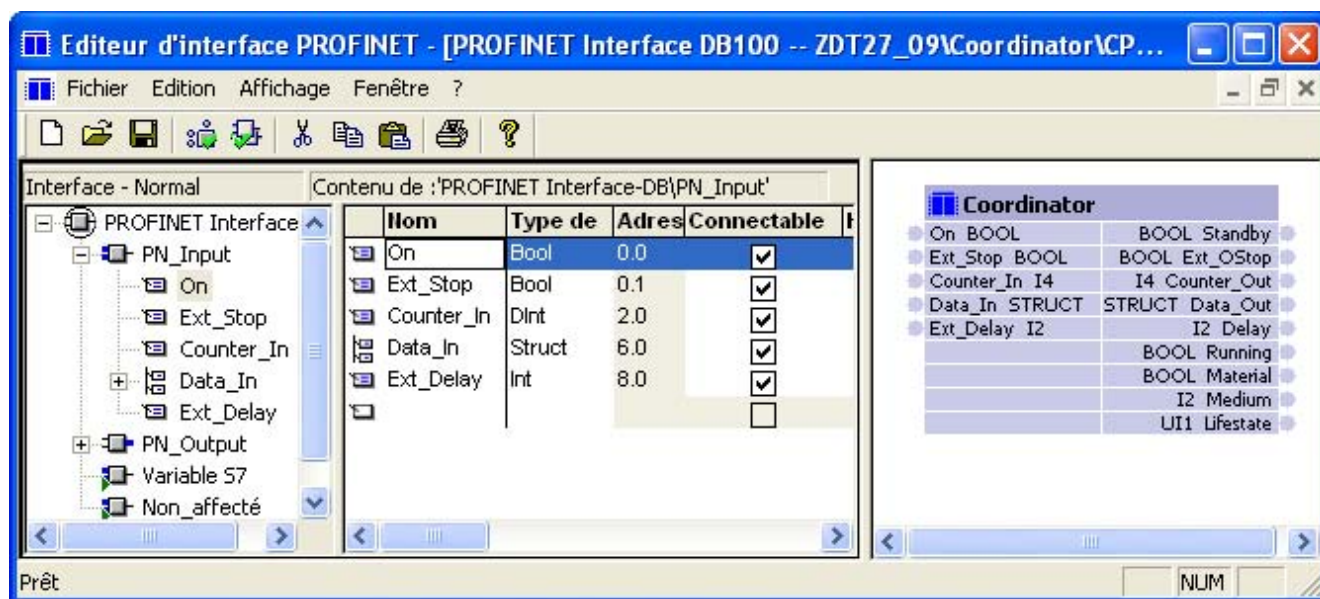 Editeur d'interface PROFINET - [PROFINET Interface DB100 -- ZDT27_09\Coordinator\CP...
Fichier Edition Affichage Fenêtre ?
Interface - Normal
Contenu de :'PROFINET Interface-DB\PN_Input'
PROFINET Interface
PN_Input
On
Ext_Stop
Counter_In
Data_In
Ext_Delay
PN_Output
Variable S7
Non_affecté
Nom Type de Adres Connectable
On Bool 0.0
Ext_Stop Bool 0.1
Counter_In DInt 2.0
Data_In Struct 6.0
Ext_Delay Int 8.0
Coordinator
On BOOL BOOL Standby
Ext_Stop BOOL BOOL Ext_OStop
Counter_In I4 I4 Counter_Out
Data_In STRUCT STRUCT Data_Out
Ext_Delay I2 I2 Delay
BOOL Running
BOOL Material
I2 Medium
UI1 Lifestate
Prêt NUM